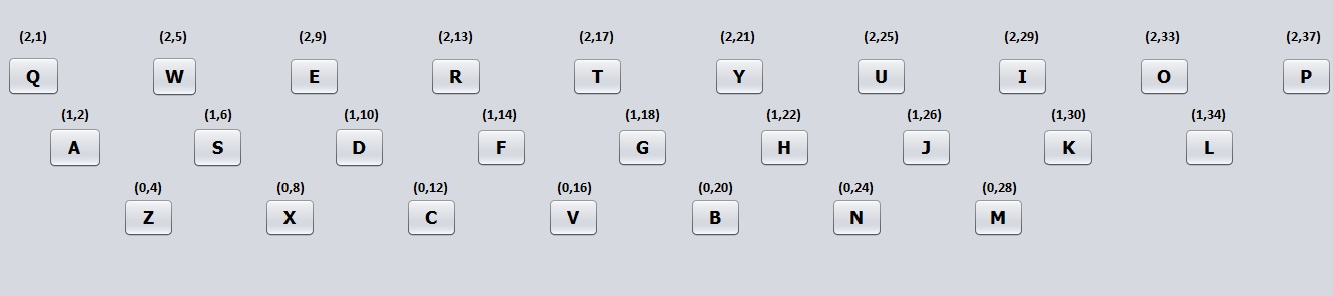 (2,1) (2,5) (2,9) (2,13) (2,17) (2,21) (2,25) (2,29) (2,33) (2,37)
Q W E R T Y U I O P
(1,2) (1,6) (1,10) (1,14) (1,18) (1,22) (1,26) (1,30) (1,34)
A S D F G H J K L
(0,4) (0,8) (0,12) (0,16) (0,20) (0,24) (0,28)
Z X C V B N M